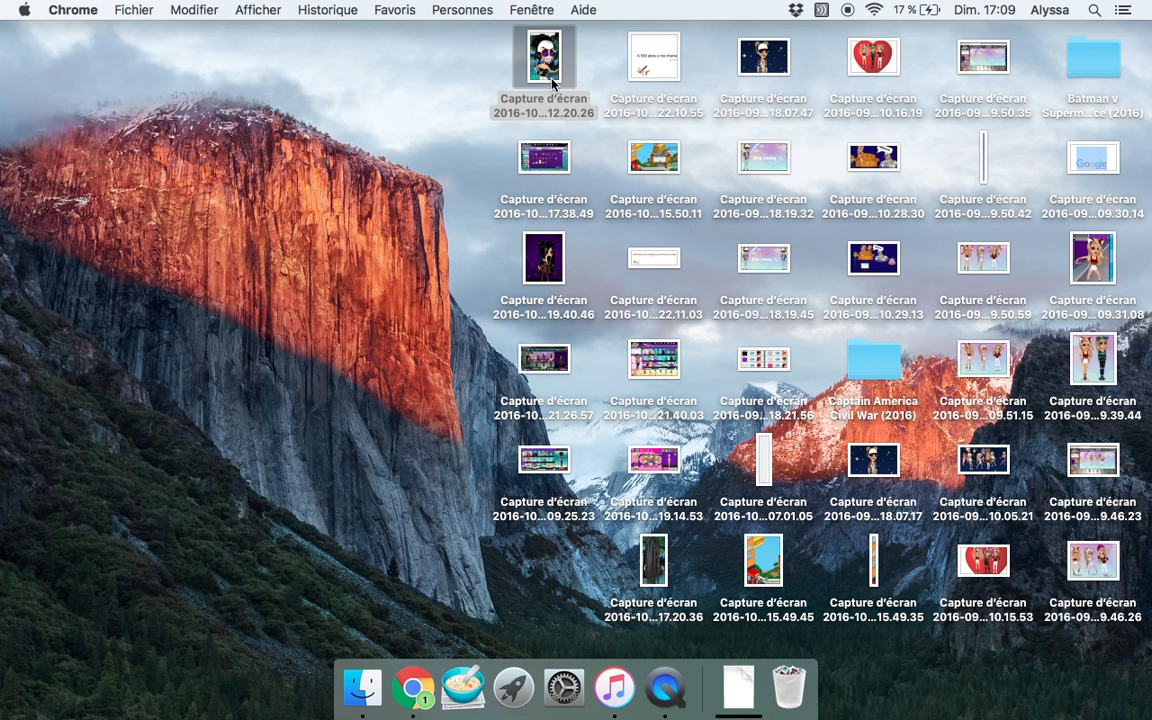 Chrome Fichier Modifier Afficher Historique Favoris Personnes Fenêtre Aide 17 % Dim. 17:09 Alyssa
Capture d'écran
2016-10...12.20.26
Capture d'écran
2016-10...22.10.55
Capture d'écran
2016-09...18.07.47
Capture d'écran
2016-09...10.16.19
Capture d'écran
2016-09...9.50.35
Batman v
Superm...ce (2016)
Capture d'écran
2016-10...17.38.49
Capture d'écran
2016-10...15.50.11
Capture d'écran
2016-09...18.19.32
Capture d'écran
2016-09...10.28.30
Capture d'écran
2016-09...9.50.42
Google
Capture d'écran
2016-09...09.30.14
Capture d'écran
2016-10...19.40.46
Capture d'écran
2016-10...22.11.03
Capture d'écran
2016-09...18.19.45
Capture d'écran
2016-09...10.29.13
Capture d'écran
2016-09...9.50.59
Capture d'écran
2016-09...09.31.08
Capture d'écran
2016-10...21.26.57
Capture d'écran
2016-10...21.40.03
Capture d'écran
2016-09...18.21.56
Captain America
Civil War (2016)
Capture d'écran
2016-09...09.51.15
Capture d'écran
2016-09...9.39.44
Capture d'écran
2016-10...09.25.23
Capture d'écran
2016-10...19.14.53
Capture d'écran
2016-10...07.01.05
Capture d'écran
2016-09...18.07.17
Capture d'écran
2016-09...10.05.21
Capture d'écran
2016-09...9.46.23
Capture d'écran
2016-10...17.20.36
Capture d'écran
2016-10...15.49.45
Capture d'écran
2016-10...15.49.35
Capture d'écran
2016-09...10.15.53
Capture d'écran
2016-09...9.46.26
1